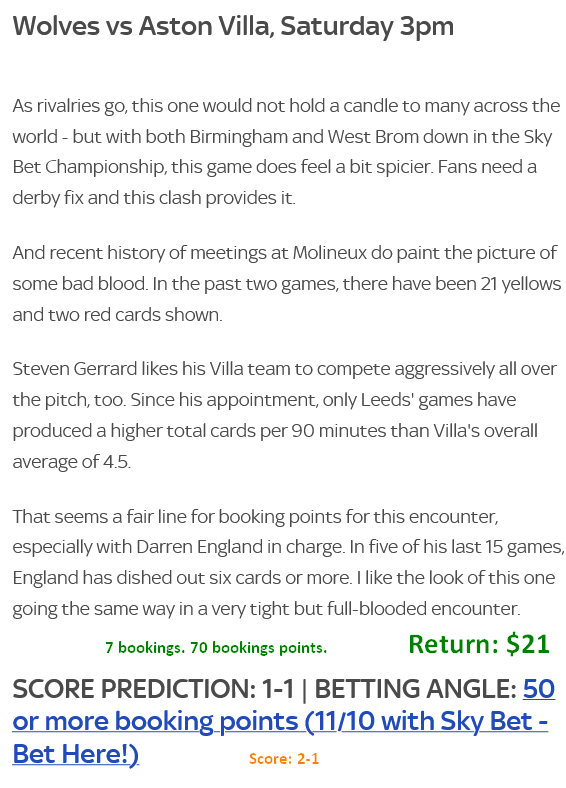 Wolves vs Aston Villa, Saturday 3pm
As rivalries go, this one would not hold a candle to many across the
world - but with both Birmingham and West Brom down in the Sky
Bet Championship, this game does feel a bit spicier. Fans need a
derby fix and this clash provides it.
And recent history of meetings at Molineux do paint the picture of
some bad blood. In the past two games, there have been 21 yellows
and two red cards shown.
Steven Gerrard likes his Villa team to compete aggressively all over
the pitch, too. Since his appointment, only Leeds' games have
produced a higher total cards per 90 minutes than Villa's overall
average of 4.5.
That seems a fair line for booking points for this encounter,
especially with Darren England in charge. In five of his last 15 games,
England has dished out six cards or more. I like the look of this one
going the same way in a very tight but full-blooded encounter.
7 bookings. 70 bookings points. Return: $21
SCORE PREDICTION: 1-1 | BETTING ANGLE: 50
or more booking points (11/10 with Sky Bet -
Bet Here!) Score: 2-1